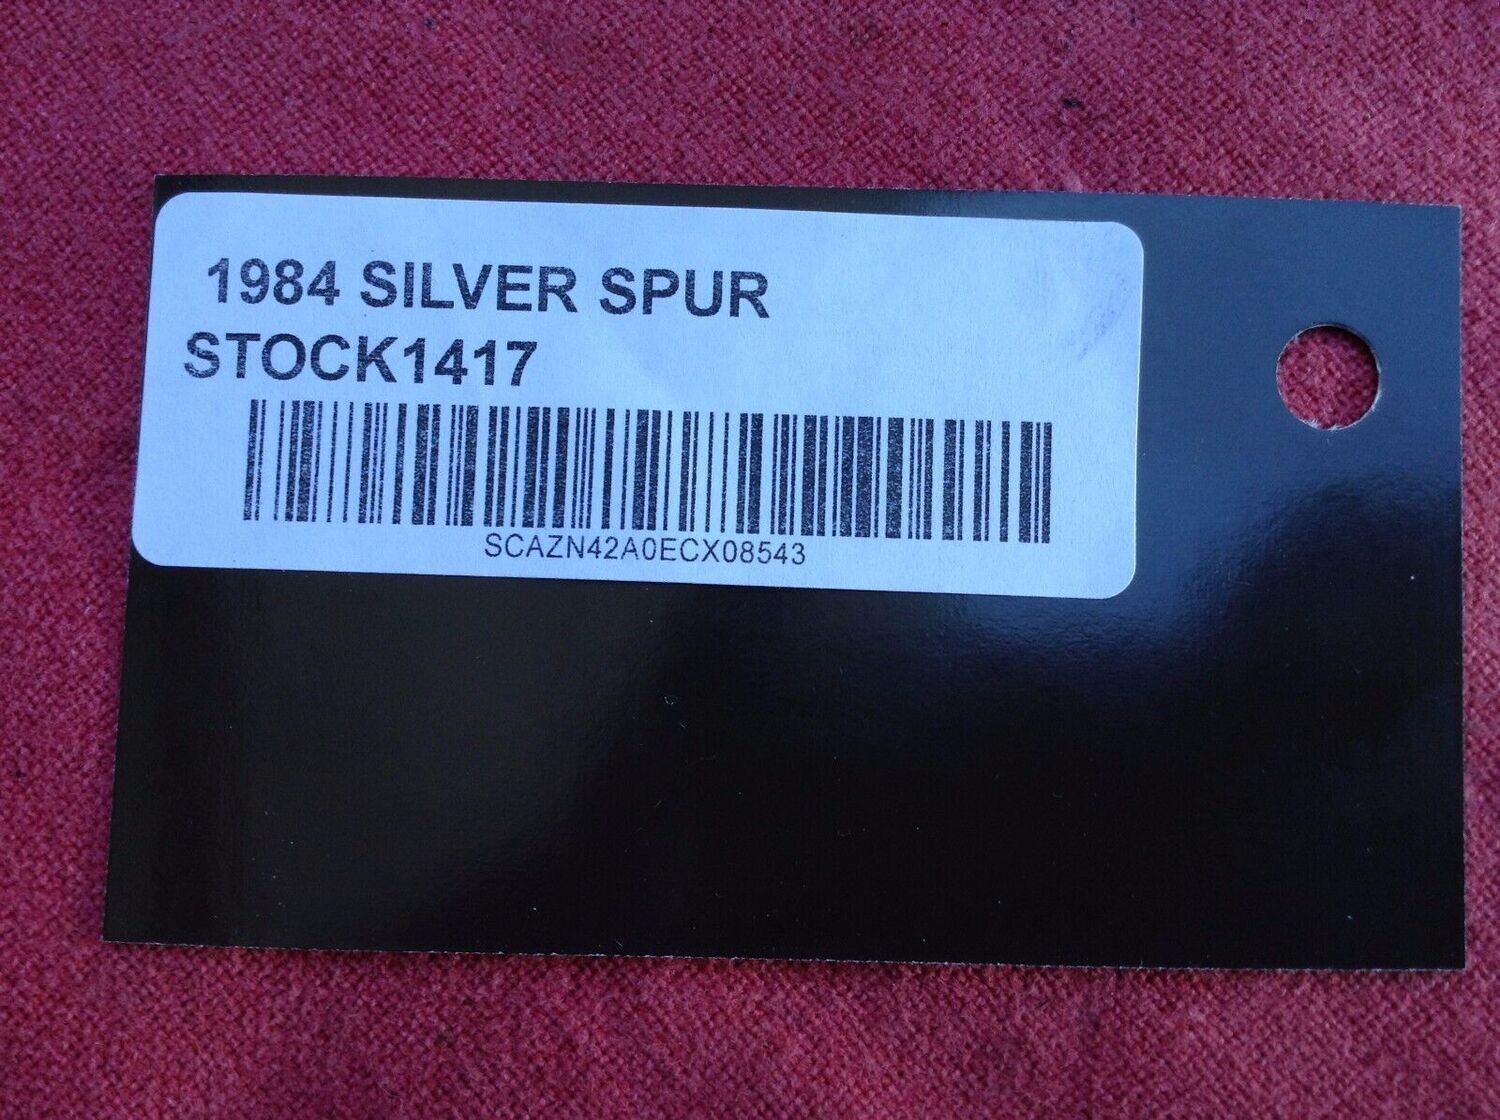 1984 SILVER SPUR
STOCK1417
SCAZN42A0ECX08543